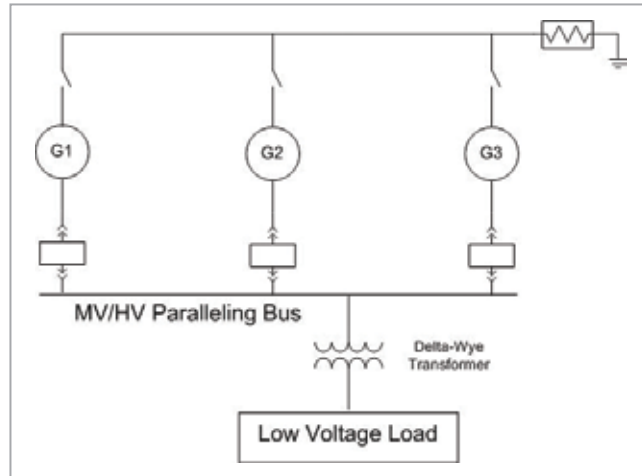 G1
G2
G3
MV/HV Paralleling Bus
Delta-Wye
Transformer
Low Voltage Load